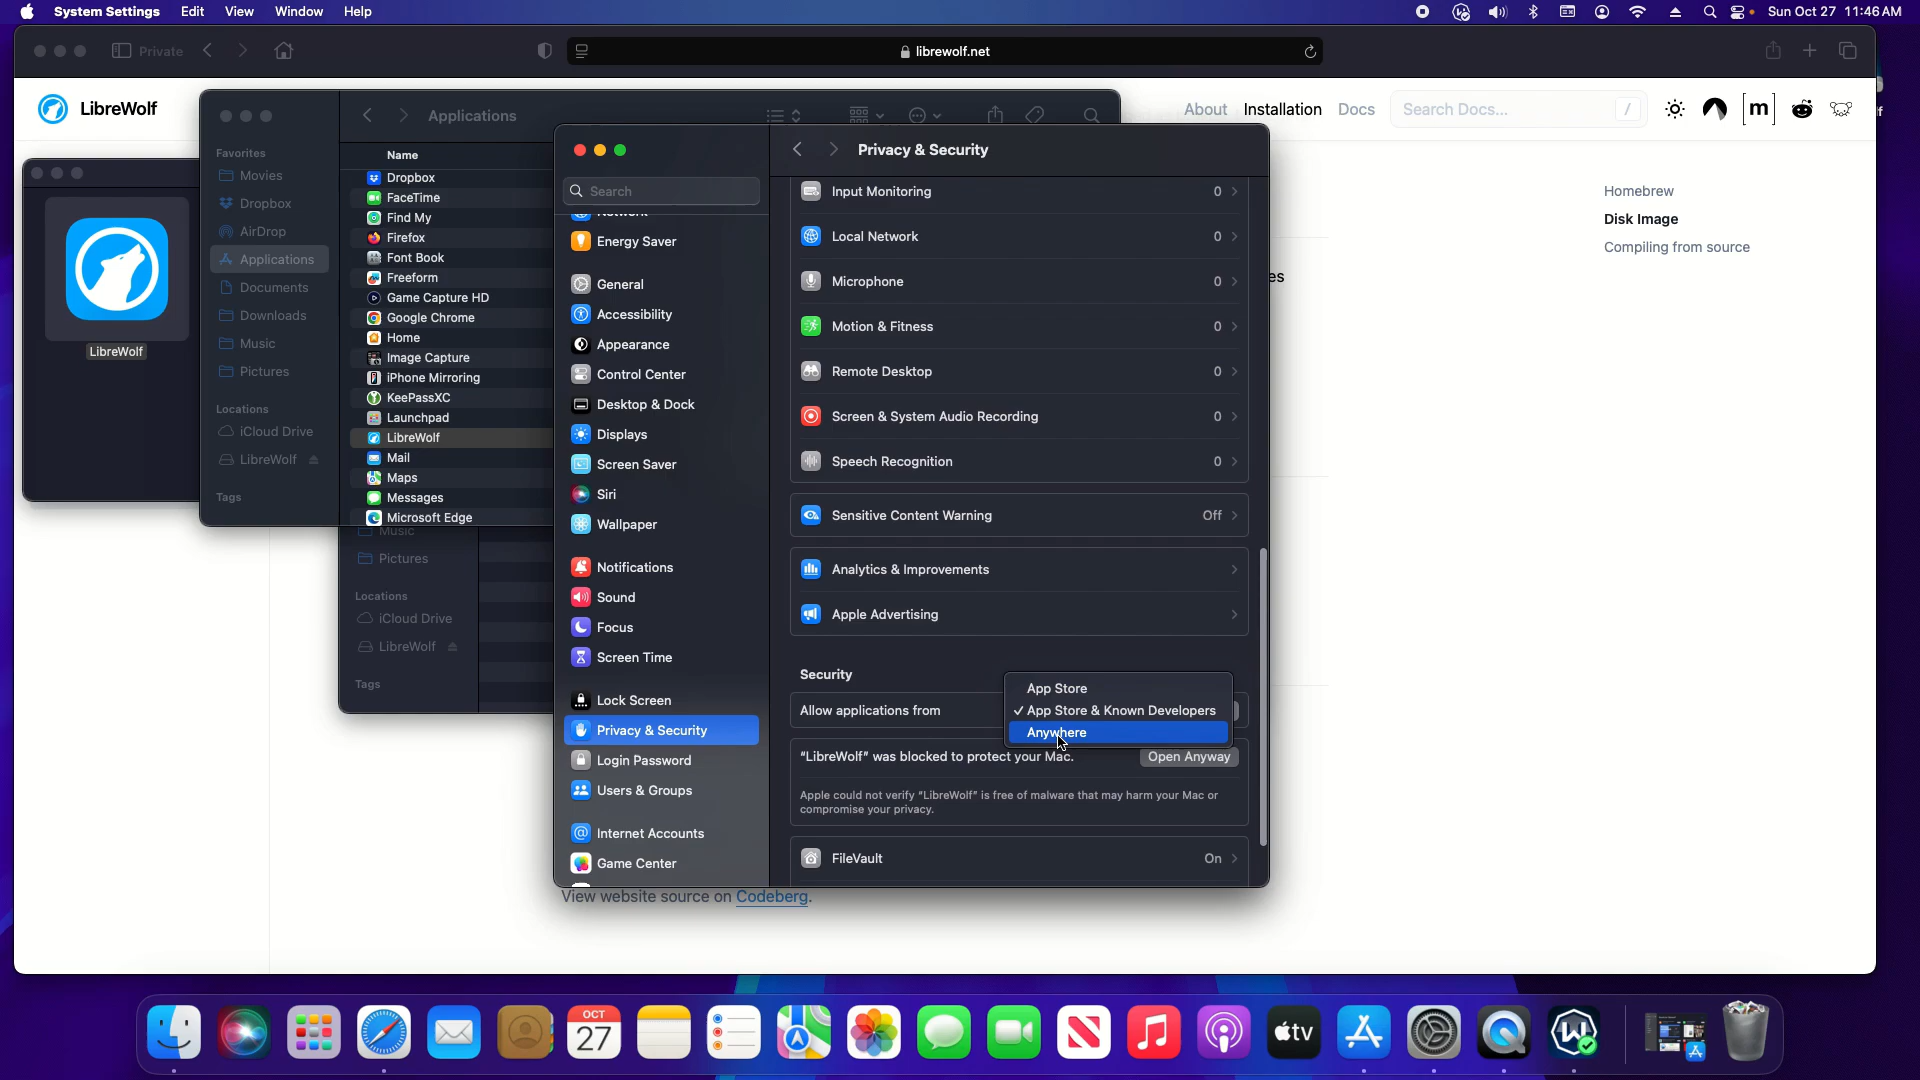 System Settings Edit View Window Help
Sun Oct 27 11:46 AM
Private
librewolf.net
LibreWolf
About Installation Docs Search Docs... /
m
Homebrew
Disk Image
Compiling from source
es
LibreWolf
Applications
Favorites
Movies
Dropbox
AirDrop
Applications
Documents
Downloads
Music
Pictures
Locations
iCloud Drive
LibreWolf
Tags
Name
Dropbox
FaceTime
Find My
Firefox
Font Book
Freeform
Game Capture HD
Google Chrome
Home
Image Capture
iPhone Mirroring
KeePassXC
Launchpad
LibreWolf
Mail
Maps
Messages
Microsoft Edge
Music
Pictures
Locations
iCloud Drive
LibreWolf
Tags
Search
Network
Energy Saver
General
Accessibility
Appearance
Control Center
Desktop & Dock
Displays
Screen Saver
Siri
Wallpaper
Notifications
Sound
Focus
Screen Time
Lock Screen
Privacy & Security
Login Password
Users & Groups
Internet Accounts
Game Center
Privacy & Security
Input Monitoring 0
Local Network 0
Microphone 0
Motion & Fitness 0
Remote Desktop 0
Screen & System Audio Recording 0
Speech Recognition 0
Sensitive Content Warning Off
Analytics & Improvements
Apple Advertising
Security
Allow applications from
App Store
✓ App Store & Known Developers
Anywhere
“LibreWolf” was blocked to protect your Mac. Open Anyway
Apple could not verify “LibreWolf” is free of malware that may harm your Mac or
compromise your privacy.
FileVault On
View website source on Codeberg.
OCT
27
tv